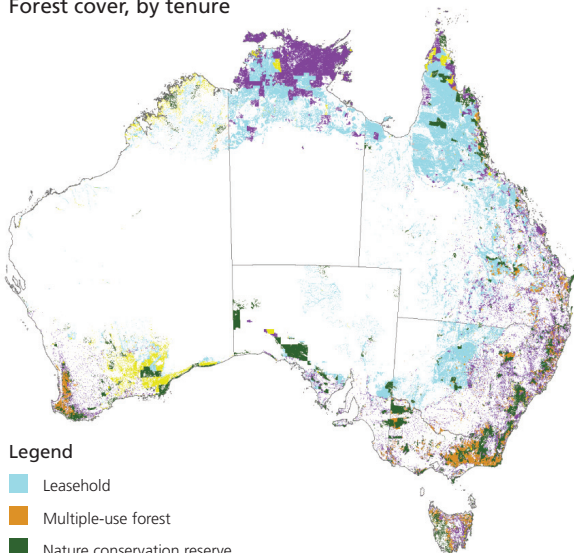 Forest cover, by tenure
Legend
Leasehold
Multiple-use forest
Nature conservation reserve